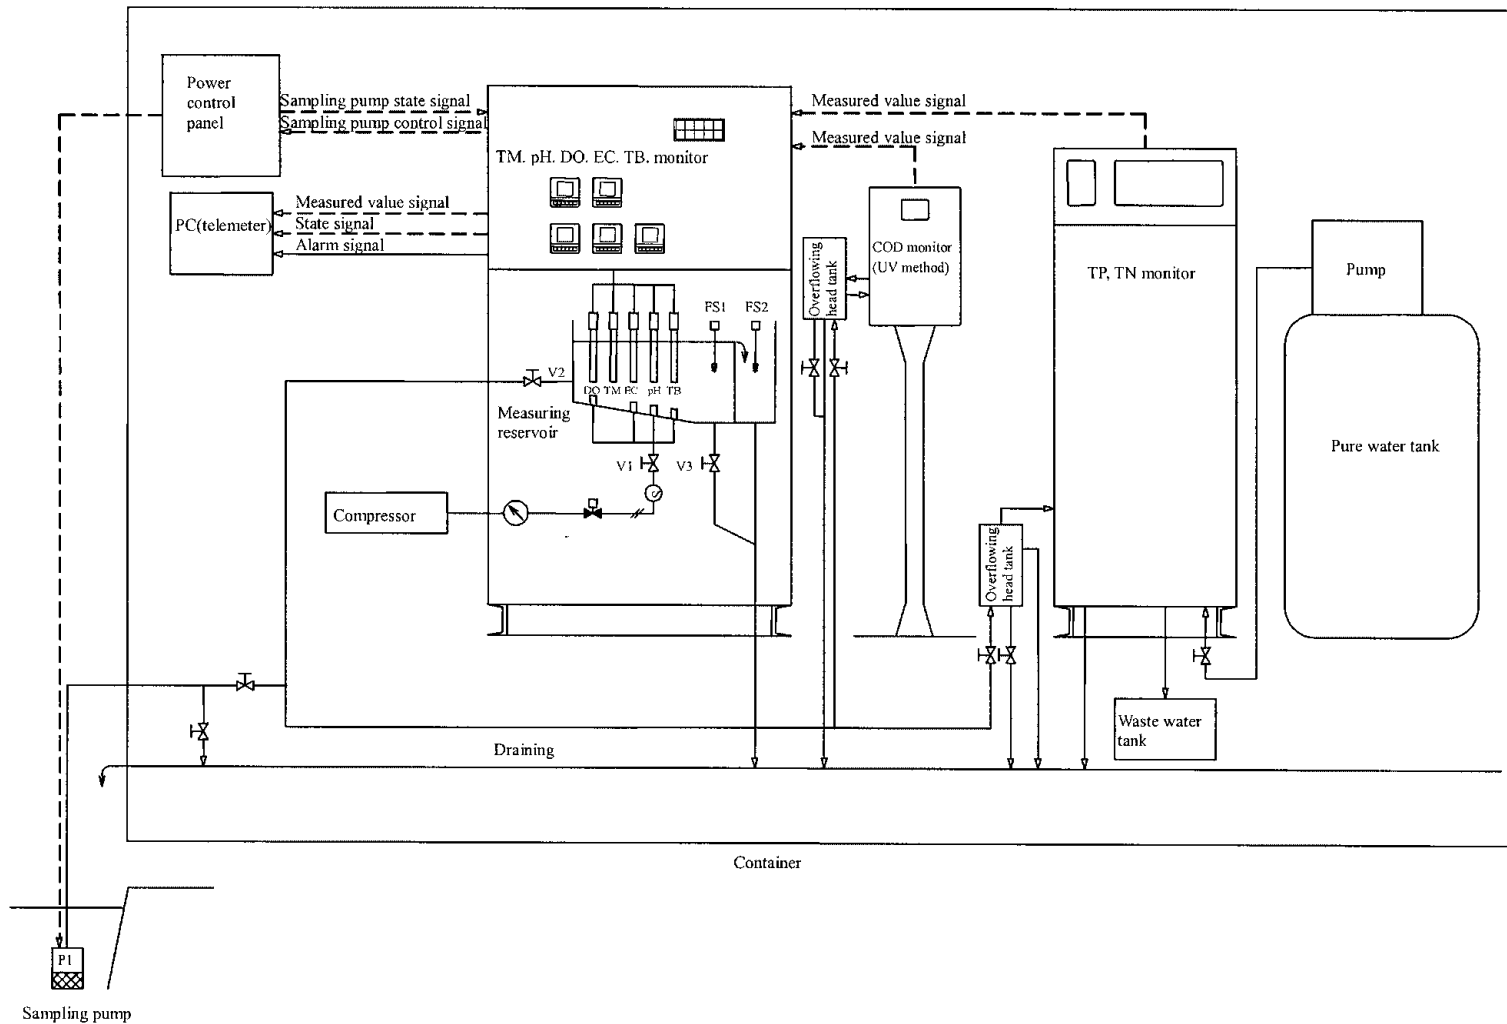 Power
control
panel
Sampling pump state signal
Sampling pump control signal
Measured value signal
Measured value signal
TM. pH. DO. EC. TB. monitor
PC(telemeter)
Measured value signal
State signal
Alarm signal
COD monitor
(UV method)
Overflowing
head tank
TP, TN monitor
Pump
FS1
FS2
V2
DO
TM
EC
pH
TB
Measuring
reservoir
V1
V3
Compressor
Pure water tank
Overflowing
head tank
Waste water
tank
Draining
Container
P1
Sampling pump